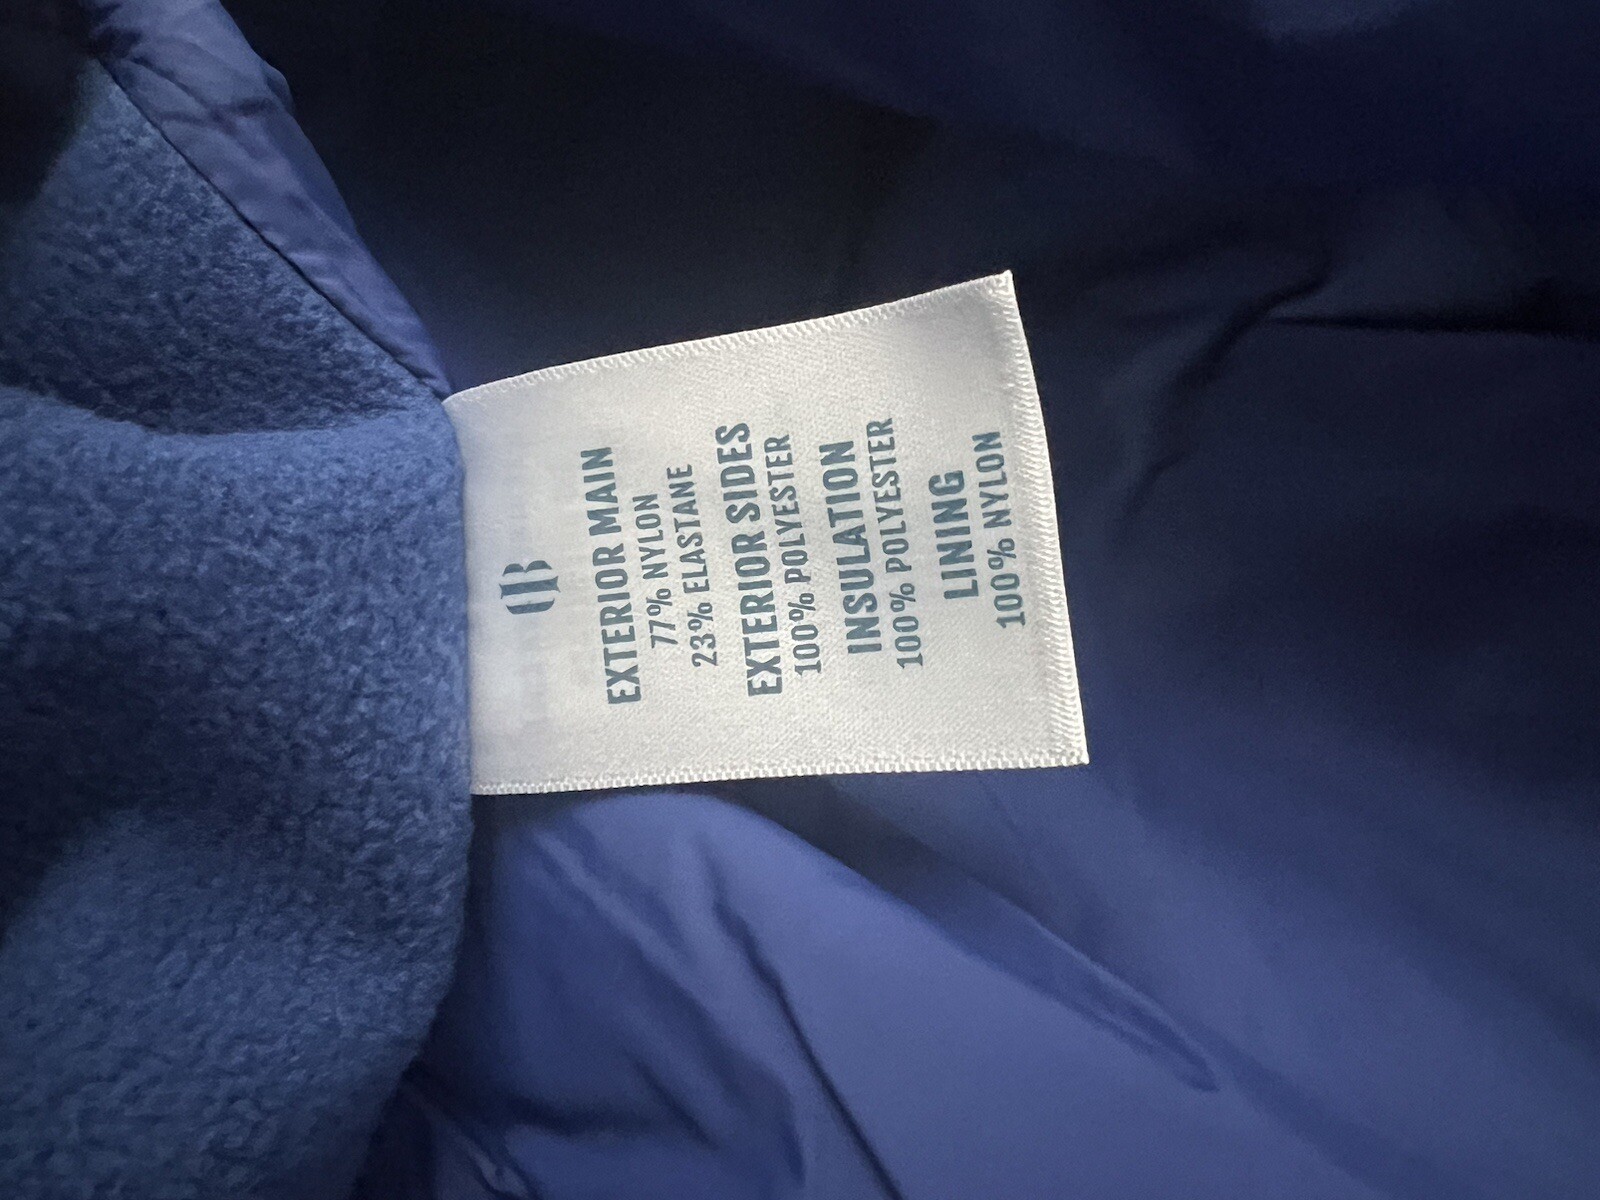 B
EXTERIOR MAIN
77% NYLON
23% ELASTANE
EXTERIOR SIDES
100% POLYESTER
INSULATION
100% POLYESTER
LINING
100% NYLON